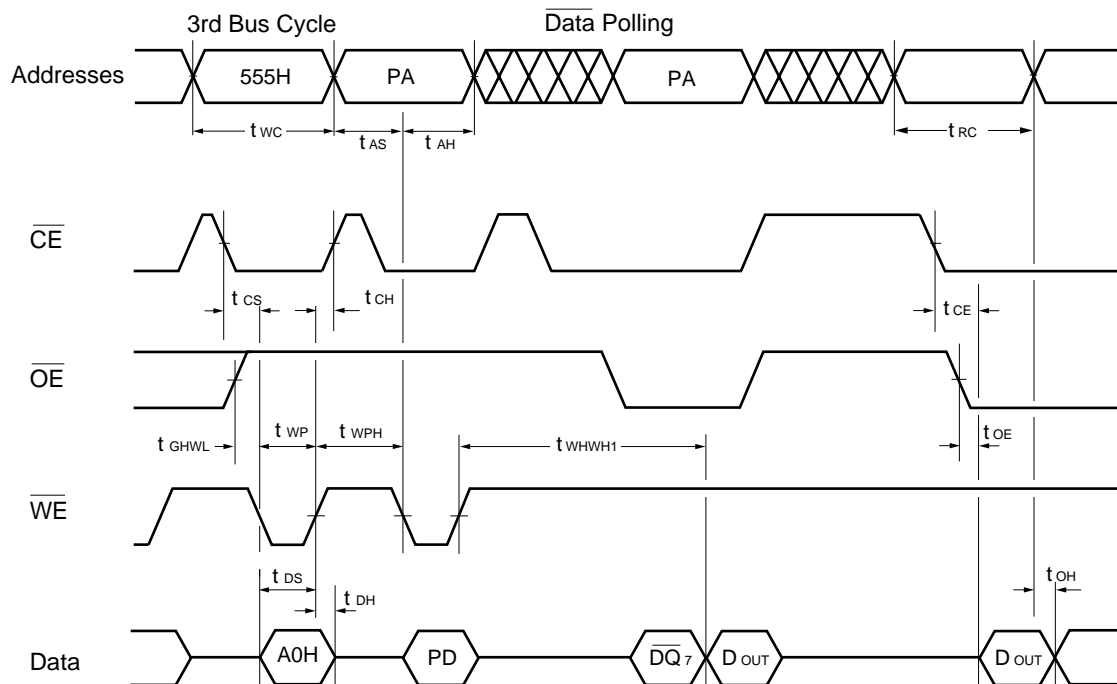 3rd Bus Cycle
Data Polling
Addresses
555H
PA
PA
t WC
t AS
t AH
t RC
CE
t CS
t CH
t CE
OE
t GHWL
t WP
t WPH
t WHWH1
t OE
WE
t DS
t DH
t OH
Data
A0H
PD
DQ 7
D OUT
D OUT